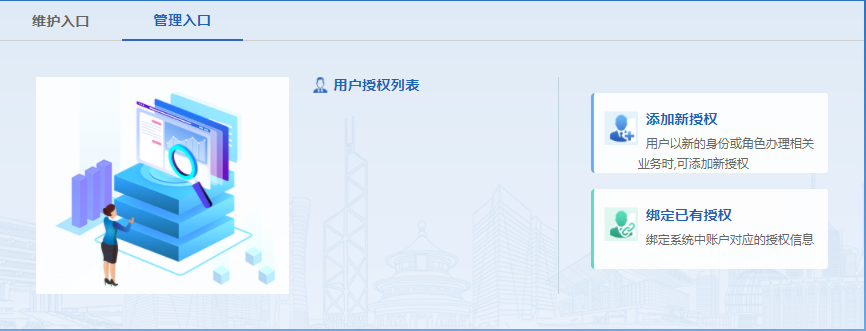 维护入口
管理入口
用户授权列表
添加新授权
用户以新的身份或角色办理相关
业务时,可添加新授权
绑定已有授权
绑定系统中账户对应的授权信息